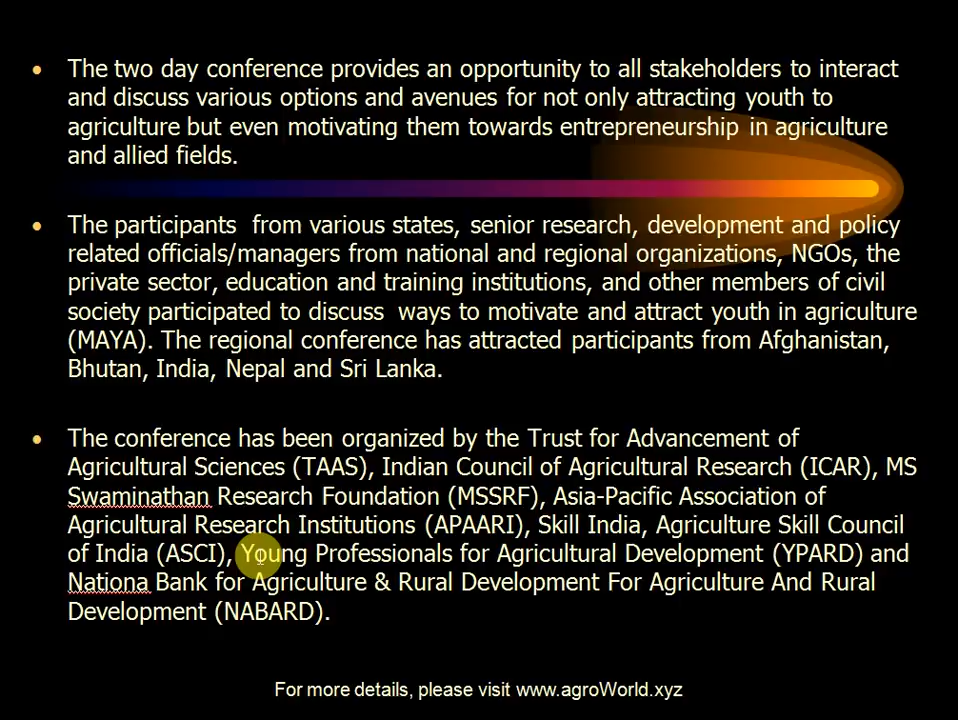 • The two day conference provides an opportunity to all stakeholders to interact
and discuss various options and avenues for not only attracting youth to
agriculture but even motivating them towards entrepreneurship in agriculture
and allied fields.
• The participants from various states, senior research, development and policy
related officials/managers from national and regional organizations, NGOs, the
private sector, education and training institutions, and other members of civil
society participated to discuss ways to motivate and attract youth in agriculture
(MAYA). The regional conference has attracted participants from Afghanistan,
Bhutan, India, Nepal and Sri Lanka.
• The conference has been organized by the Trust for Advancement of
Agricultural Sciences (TAAS), Indian Council of Agricultural Research (ICAR), MS
Swaminathan Research Foundation (MSSRF), Asia-Pacific Association of
Agricultural Research Institutions (APAARI), Skill India, Agriculture Skill Council
of India (ASCI), Young Professionals for Agricultural Development (YPARD) and
Nationa Bank for Agriculture & Rural Development For Agriculture And Rural
Development (NABARD).
For more details, please visit www.agroWorld.xyz